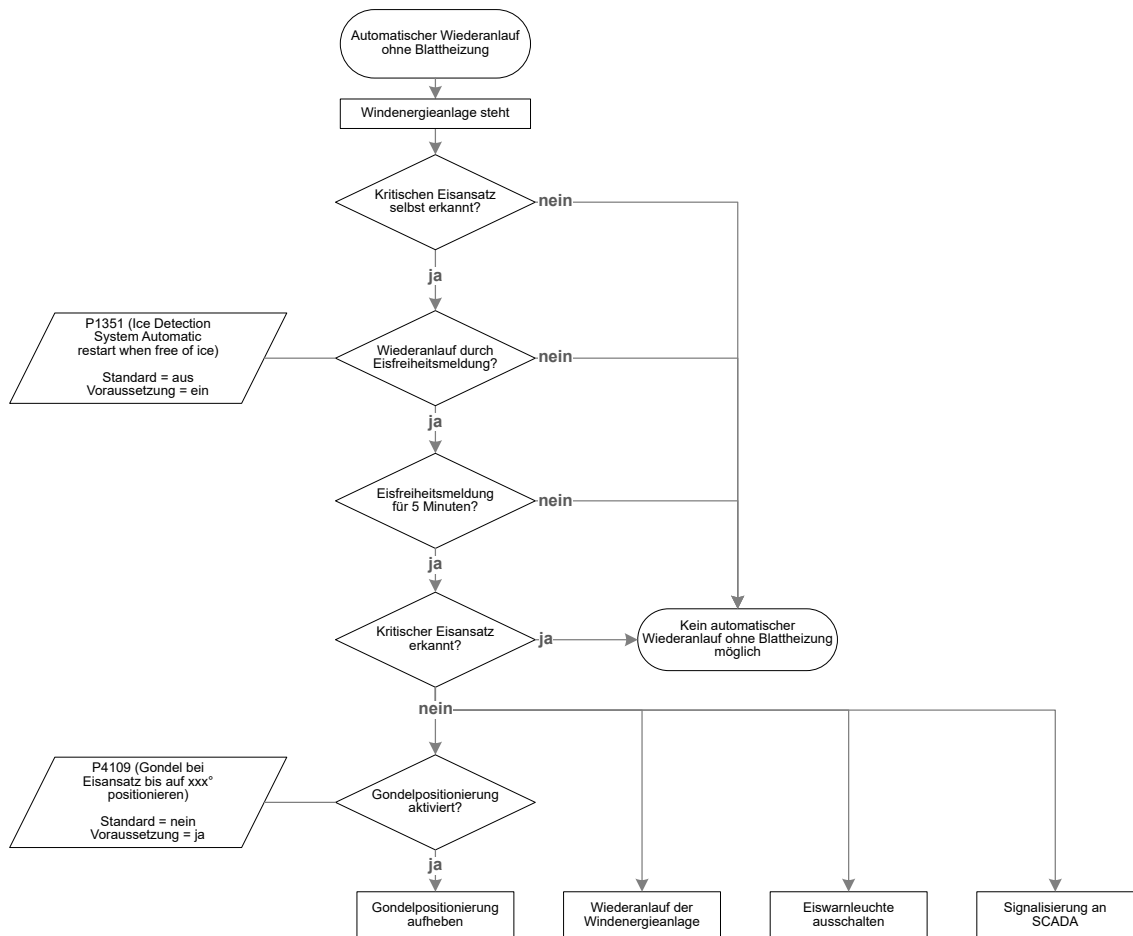 Automatischer Wiederanlauf
ohne Blattheizung
Windenergieanlage steht
Kritischen Eisansatz
selbst erkannt?
nein
ja
P1351 (Ice Detection
System Automatic
restart when free of ice)
Standard = aus
Voraussetzung = ein
Wiederanlauf durch
Eisfreiheitsmeldung?
nein
ja
Eisfreiheitsmeldung
für 5 Minuten?
nein
ja
Kritischer Eisansatz
erkannt?
ja
Kein automatischer
Wiederanlauf ohne Blattheizung
möglich
nein
P4109 (Gondel bei
Eisansatz bis auf xxx°
positionieren)
Standard = nein
Voraussetzung = ja
Gondelpositionierung
aktiviert?
ja
Gondelpositionierung
aufheben
Wiederanlauf der
Windenergieanlage
Eiswarnleuchte
ausschalten
Signalisierung an
SCADA